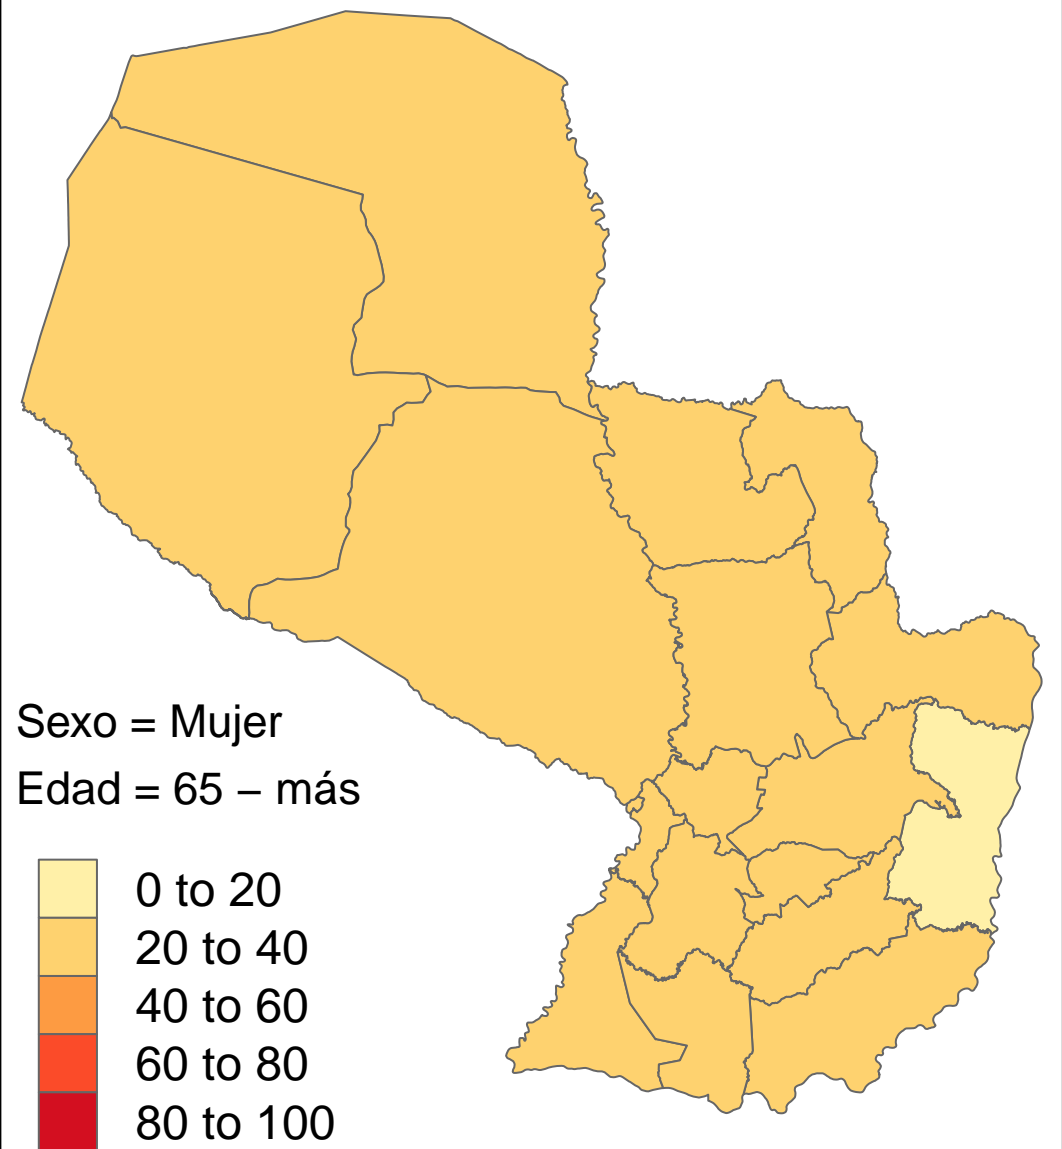 Sexo = Mujer
Edad = 65 – más
0 to 20
20 to 40
40 to 60
60 to 80
80 to 100